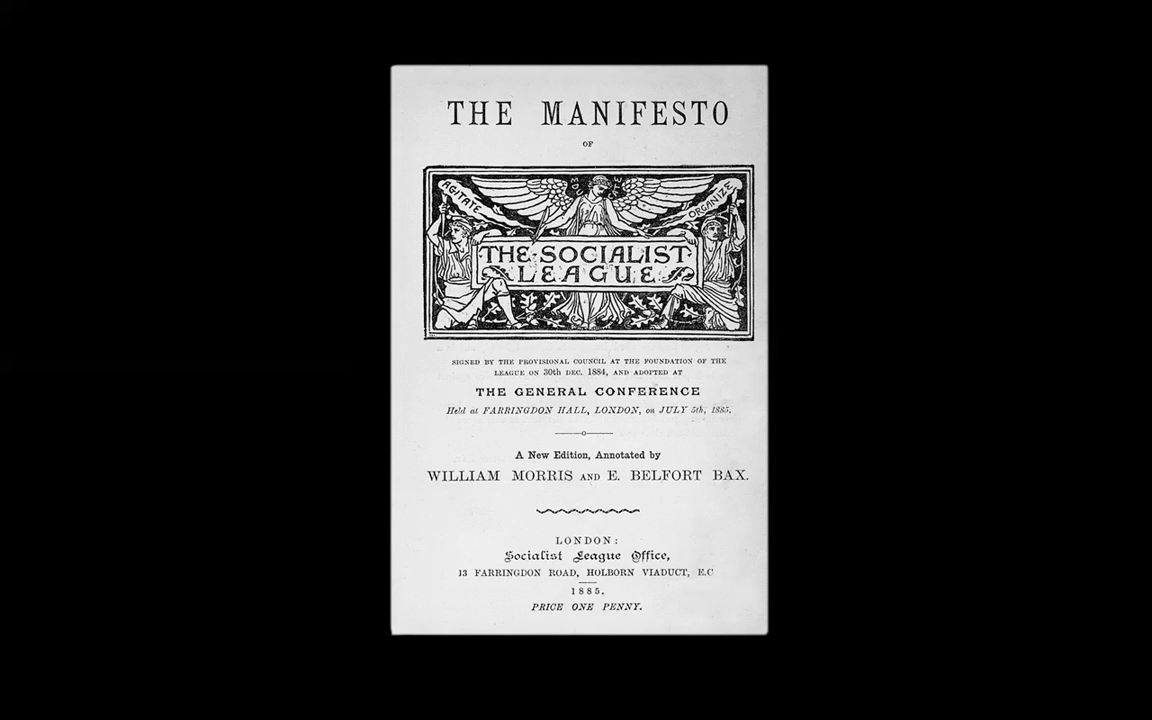 THE MANIFESTO
OF
AGITATE
ORGANIZE
THE·SOCIALIST
LEAGUE
SIGNED BY THE PROVISIONAL COUNCIL AT THE FOUNDATION OF THE
LEAGUE ON 30th DEC. 1884, AND ADOPTED AT
THE GENERAL CONFERENCE
Held at FARRINGDON HALL, LONDON, on JULY 5th, 1885.
A New Edition, Annotated by
WILLIAM MORRIS AND E. BELFORT BAX.
LONDON:
Socialist League Office,
13 FARRINGDON ROAD, HOLBORN VIADUCT, E.C
1885.
PRICE ONE PENNY.